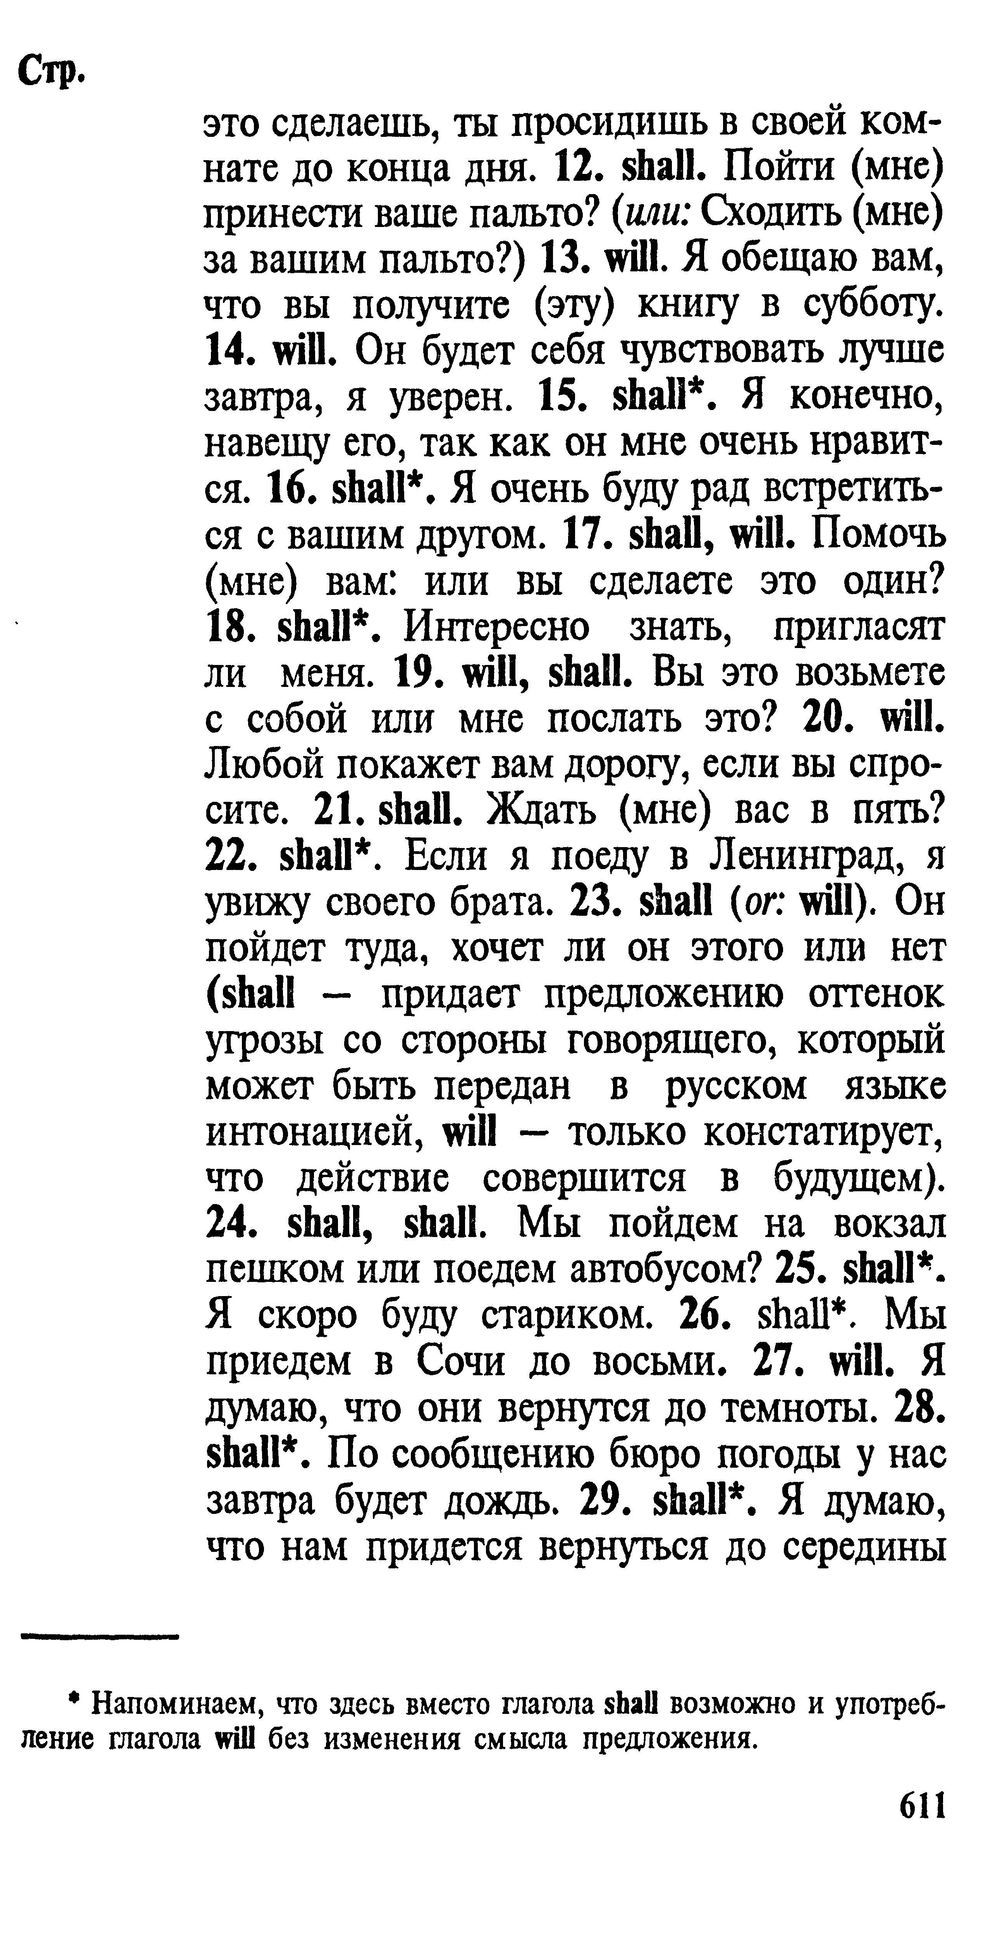 Стр.
это сделаешь, ты просидишь в своей ком-
нате до конца дня. 12. shall. Пойти (мне)
принести ваше пальто? (или: Сходить (мне)
за вашим пальто?) 13. will. Я обещаю вам,
что вы получите (эту) книгу в субботу.
14. will. Он будет себя чувствовать лучше
завтра, я уверен. 15. shall*. Я конечно,
навещу его, так как он мне очень нравит-
ся. 16. shall*. Я очень буду рад встретить-
ся с вашим другом. 17. shall, will. Помочь
(мне) вам: или вы сделаете это один?
18. shall*. Интересно знать, пригласят
ли меня. 19. will, shall. Вы это возьмете
с собой или мне послать это? 20. will.
Любой покажет вам дорогу, если вы спро-
сите. 21. shall. Ждать (мне) вас в пять?
22. shall*. Если я поеду в Ленинград, я
увижу своего брата. 23. shall (or: will). Он
пойдет туда, хочет ли он этого или нет
(shall — придает предложению оттенок
угрозы со стороны говорящего, который
может быть передан в русском языке
интонацией, will — только констатирует,
что действие совершится в будущем).
24. shall, shall. Мы пойдем на вокзал
пешком или поедем автобусом? 25. shall*.
Я скоро буду стариком. 26. shall*. Мы
приедем в Сочи до восьми. 27. will. Я
думаю, что они вернутся до темноты. 28.
shall*. По сообщению бюро погоды у нас
завтра будет дождь. 29. shall*. Я думаю,
что нам придется вернуться до середины
* Напоминаем, что здесь вместо глагола shall возможно и употреб-
ление глагола will без изменения смысла предложения.
611